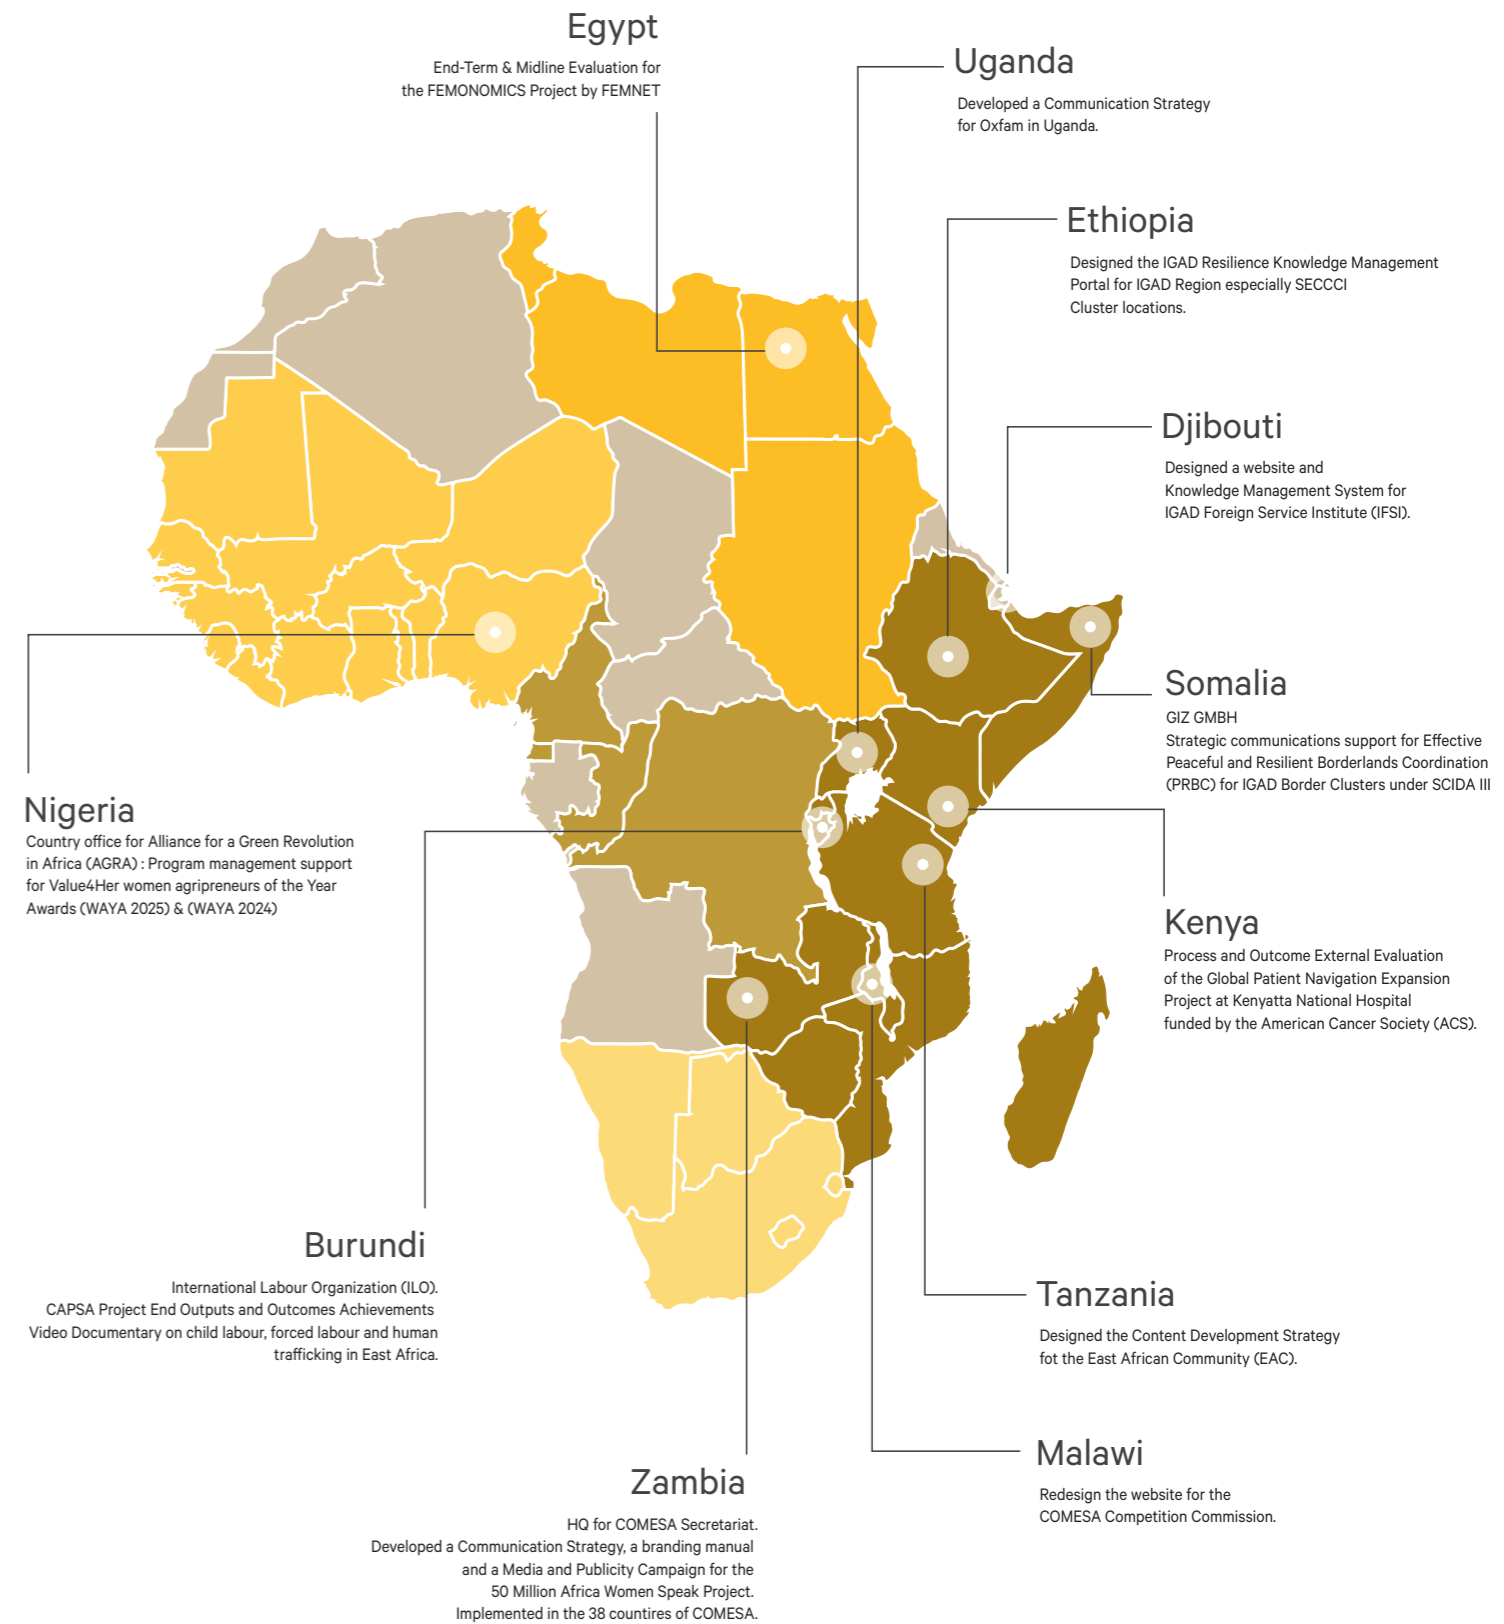 Egypt
End-Term & Midline Evaluation for
the FEMONOMICS Project by FEMNET
Uganda
Developed a Communication Strategy
for Oxfam in Uganda.
Ethiopia
Designed the IGAD Resilience Knowledge Management
Portal for IGAD Region especially SECCCI
Cluster locations.
Djibouti
Designed a website and
Knowledge Management System for
IGAD Foreign Service Institute (IFSI).
Somalia
GIZ GMBH
Strategic communications support for Effective
Peaceful and Resilient Borderlands Coordination
(PRBC) for IGAD Border Clusters under SCIDA III
Nigeria
Country office for Alliance for a Green Revolution
in Africa (AGRA) : Program management support
for Value4Her women agripreneurs of the Year
Awards (WAYA 2025) & (WAYA 2024)
Kenya
Process and Outcome External Evaluation
of the Global Patient Navigation Expansion
Project at Kenyatta National Hospital
funded by the American Cancer Society (ACS).
Burundi
International Labour Organization (ILO).
CAPSA Project End Outputs and Outcomes Achievements
Video Documentary on child labour, forced labour and human
trafficking in East Africa.
Tanzania
Designed the Content Development Strategy
fot the East African Community (EAC).
Malawi
Redesign the website for the
COMESA Competition Commission.
Zambia
HQ for COMESA Secretariat.
Developed a Communication Strategy, a branding manual
and a Media and Publicity Campaign for the
50 Million Africa Women Speak Project.
Implemented in the 38 countires of COMESA.